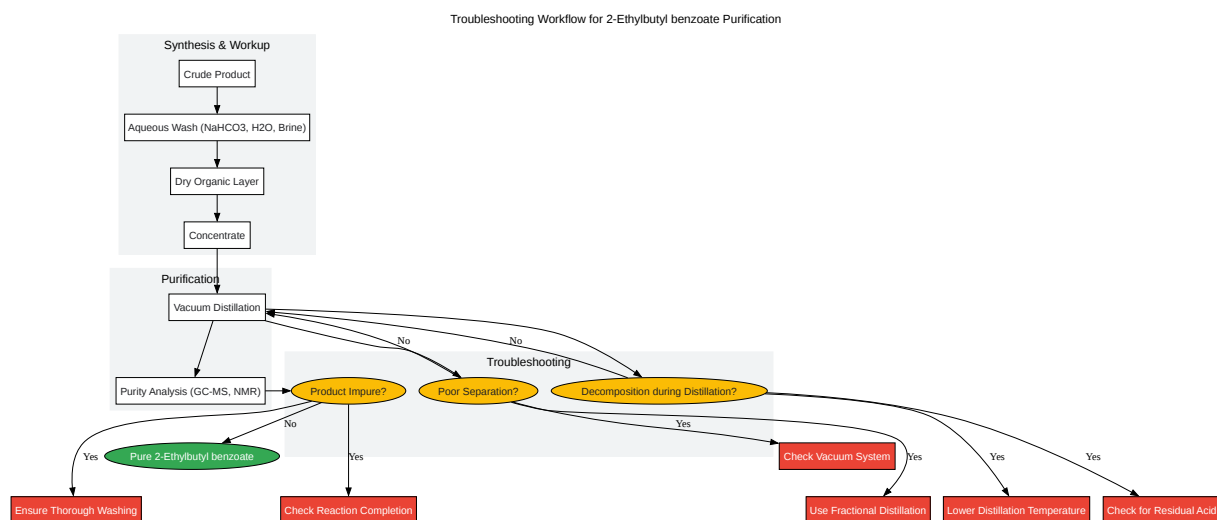 Troubleshooting Workflow for 2-Ethylbutyl benzoate Purification
Synthesis & Workup
Crude Product
Aqueous Wash (NaHCO3, H2O, Brine)
Dry Organic Layer
Concentrate
Purification
Vacuum Distillation
No
No
Troubleshooting
Purity Analysis (GC-MS, NMR)
Product Impure?
Poor Separation?
Decomposition during Distillation?
No
Yes
Yes
Pure 2-Ethylbutyl benzoate
Yes
Check Vacuum System
Yes
Yes
Yes
Ensure Thorough Washing
Check Reaction Completion
Use Fractional Distillation
Lower Distillation Temperature
Check for Residual Acid